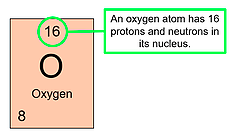 16
O
Oxygen
8
An oxygen atom has 16
protons and neutrons in
its nucleus.